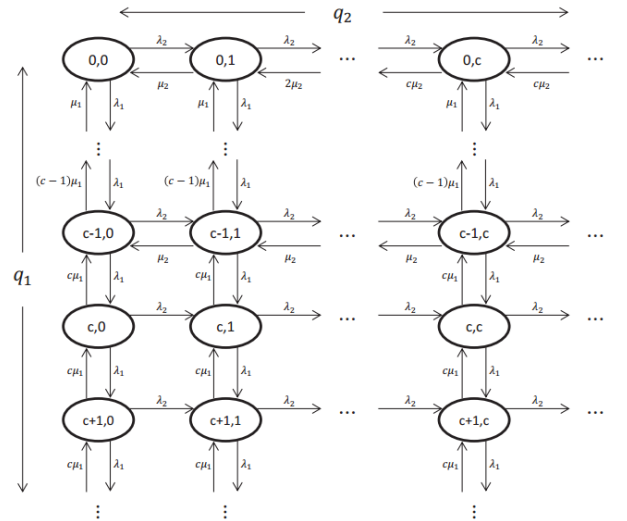 q₂
λ₂ λ₂ λ₂ λ₂
0,0 0,1 ... 0,c ...
μ₂ 2μ₂ cμ₂ cμ₂
μ₁ λ₁ μ₁ λ₁ μ₁ λ₁
⋮ ⋮ ⋮
(c − 1)μ₁ λ₁ (c − 1)μ₁ λ₁ (c − 1)μ₁ λ₁
λ₂ λ₂ λ₂ λ₂
c-1,0 c-1,1 ... c-1,c ...
μ₂ μ₂ μ₂ μ₂
q₁
cμ₁ λ₁ cμ₁ λ₁ cμ₁ λ₁
λ₂ λ₂ λ₂ λ₂
c,0 c,1 ... c,c ...
cμ₁ λ₁ cμ₁ λ₁ cμ₁ λ₁
λ₂ λ₂ λ₂ λ₂
c+1,0 c+1,1 ... c+1,c ...
cμ₁ λ₁ cμ₁ λ₁ cμ₁ λ₁
⋮ ⋮ ⋮